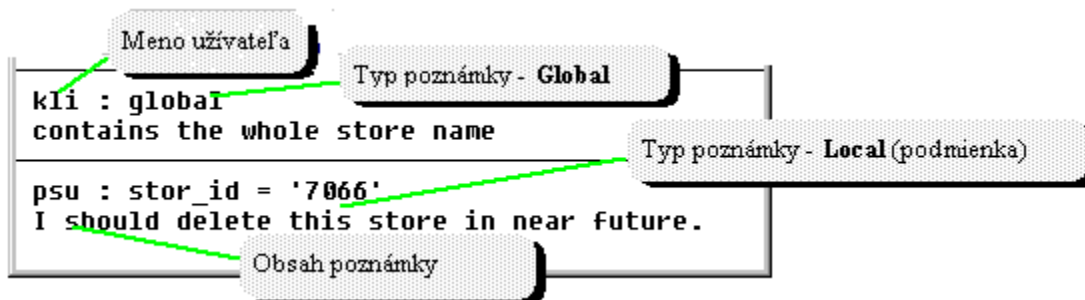 Meno užívateľa
Typ poznámky - Global
kli : global
contains the whole store name
Typ poznámky - Local (podmienka)
psu : stor_id = '7066'
I should delete this store in near future.
Obsah poznámky